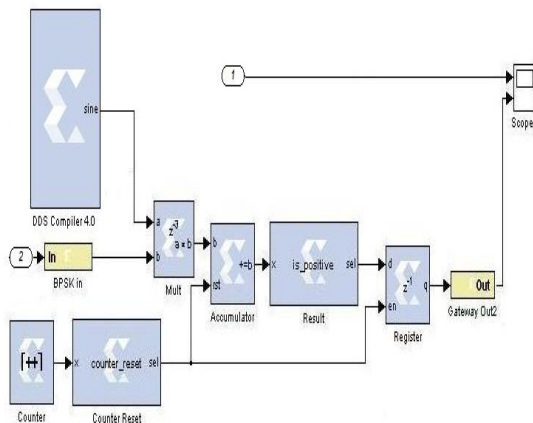 sine
DDS Compiler 4.0
1
Scope
2
In
BPSK in
a
b
z-3
a × b
Mult
b
rst
+=b
Accumulator
x
is_positive
sel
Result
d
en
z-1
q
Register
Out
Gateway Out2
++
Counter
x
counter_reset
sel
Counter Reset